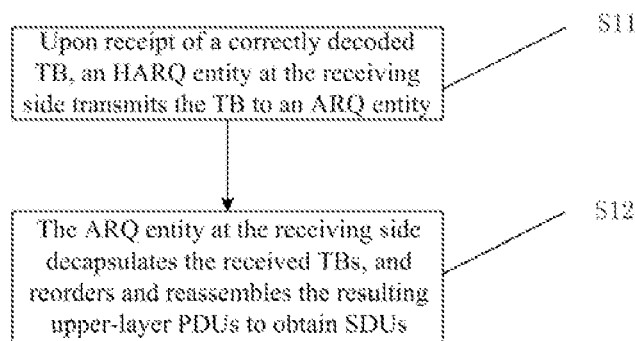 Upon receipt of a correctly decoded
TB, an HARQ entity at the receiving
side transmits the TB to an ARQ entity
S11
The ARQ entity at the receiving side
decapsulates the received TBs, and
reorders and reassembles the resulting
upper-layer PDUs to obtain SDUs
S12